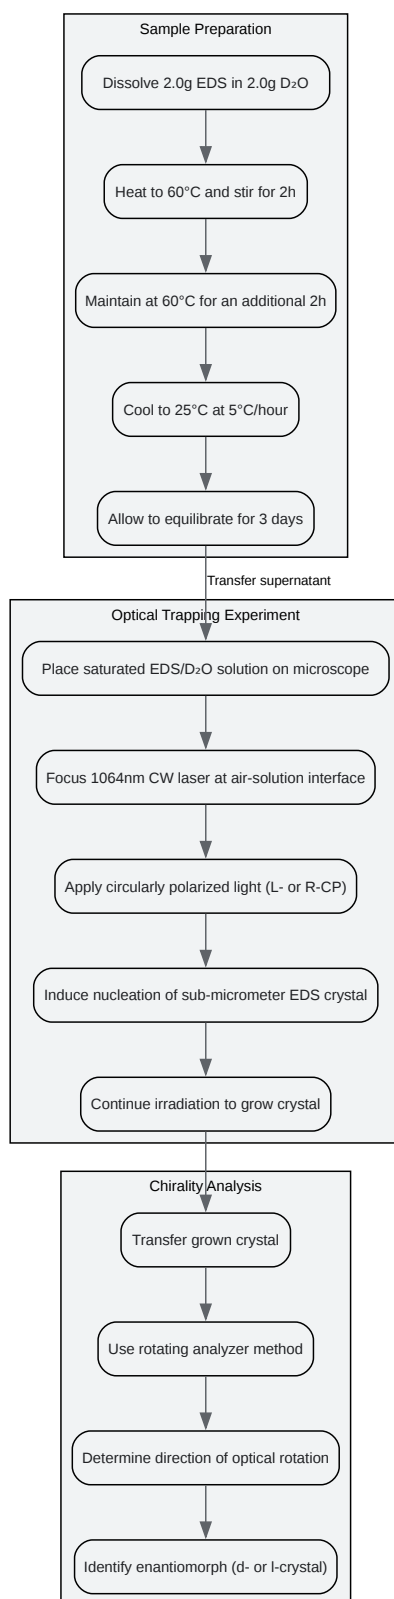 Sample Preparation
Dissolve 2.0g EDS in 2.0g D₂O
Heat to 60°C and stir for 2h
Maintain at 60°C for an additional 2h
Cool to 25°C at 5°C/hour
Allow to equilibrate for 3 days
Transfer supernatant
Optical Trapping Experiment
Place saturated EDS/D₂O solution on microscope
Focus 1064nm CW laser at air-solution interface
Apply circularly polarized light (L- or R-CP)
Induce nucleation of sub-micrometer EDS crystal
Continue irradiation to grow crystal
Chirality Analysis
Transfer grown crystal
Use rotating analyzer method
Determine direction of optical rotation
Identify enantiomorph (d- or l-crystal)